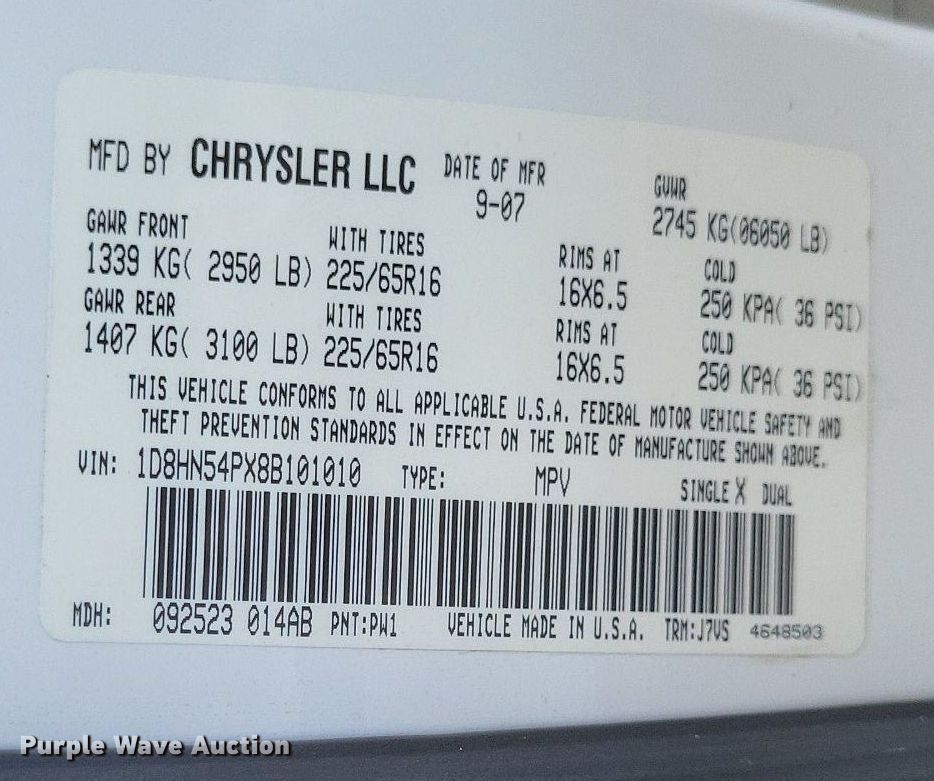 MFD BY CHRYSLER LLC DATE OF MFR GVWR
9-07 2745 KG(06050 LB)
GAWR FRONT WITH TIRES RIMS AT COLD
1339 KG( 2950 LB) 225/65R16 16X6.5 250 KPA( 36 PSI)
GAWR REAR WITH TIRES RIMS AT COLD
1407 KG( 3100 LB) 225/65R16 16X6.5 250 KPA( 36 PSI)
THIS VEHICLE CONFORMS TO ALL APPLICABLE U.S.A. FEDERAL MOTOR VEHICLE SAFETY AND
THEFT PREVENTION STANDARDS IN EFFECT ON THE DATE OF MANUFACTURE SHOWN ABOVE.
VIN: 1D8HN54PX8B101010 TYPE: MPV SINGLE X DUAL
MDH: 092523 014AB PNT:PW1 VEHICLE MADE IN U.S.A. TRM:J7VS 4648503
Purple Wave Auction